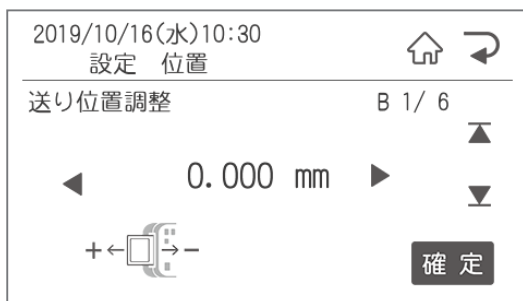 2019/10/16(水)10:30
設定 位置
送り位置調整 B 1/ 6
0.000 mm
+←→−
確 定